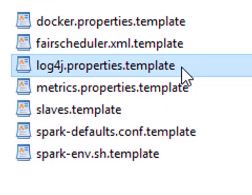 docker.properties.template
fairscheduler.xml.template
log4j.properties.template
metrics.properties.template
slaves.template
spark-defaults.conf.template
spark-env.sh.template